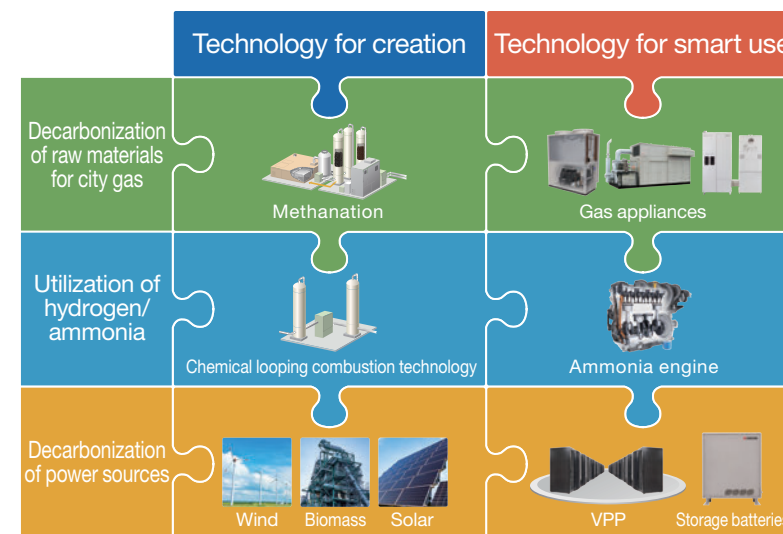 Technology for creation
Technology for smart use
Decarbonization
of raw materials
for city gas
Methanation
Gas appliances
Utilization of
hydrogen/
ammonia
Chemical looping combustion technology
Ammonia engine
Decarbonization
of power sources
Wind
Biomass
Solar
VPP
Storage batteries